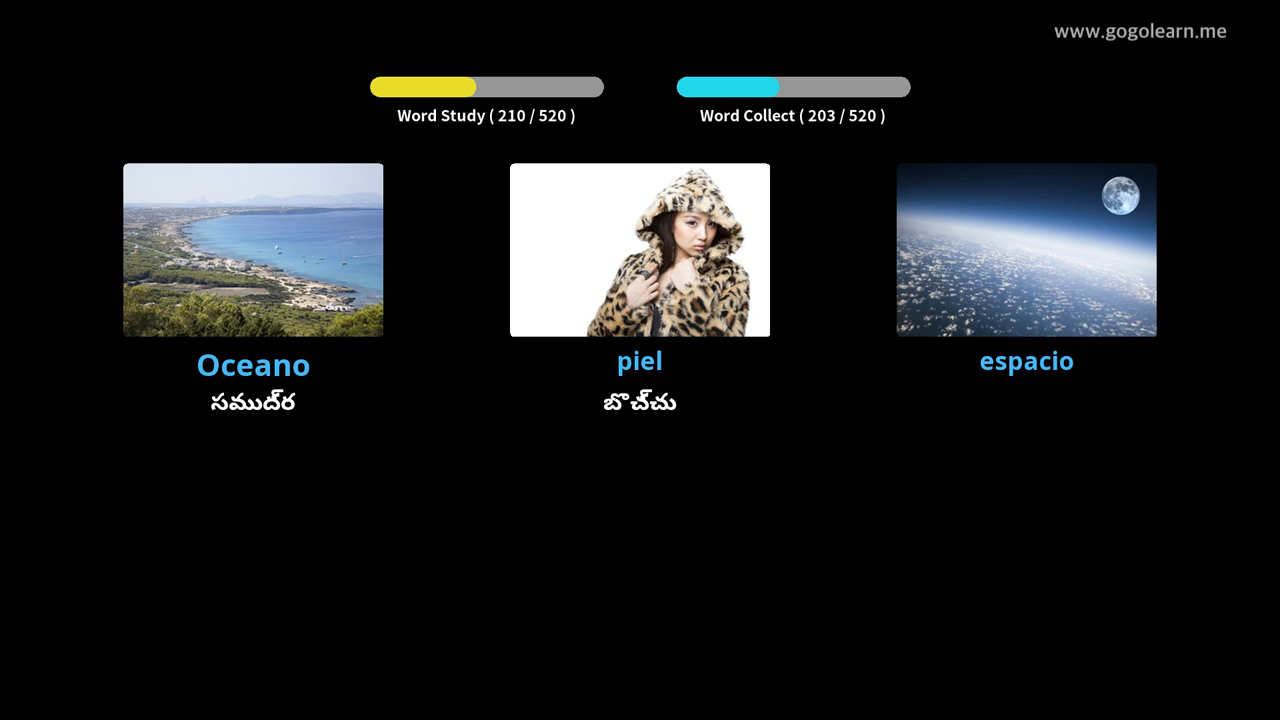 www.gogolearn.me
Word Study ( 210 / 520 )
Word Collect ( 203 / 520 )
Oceano
piel
espacio
సముద్‌ర
బొచ్‌చు